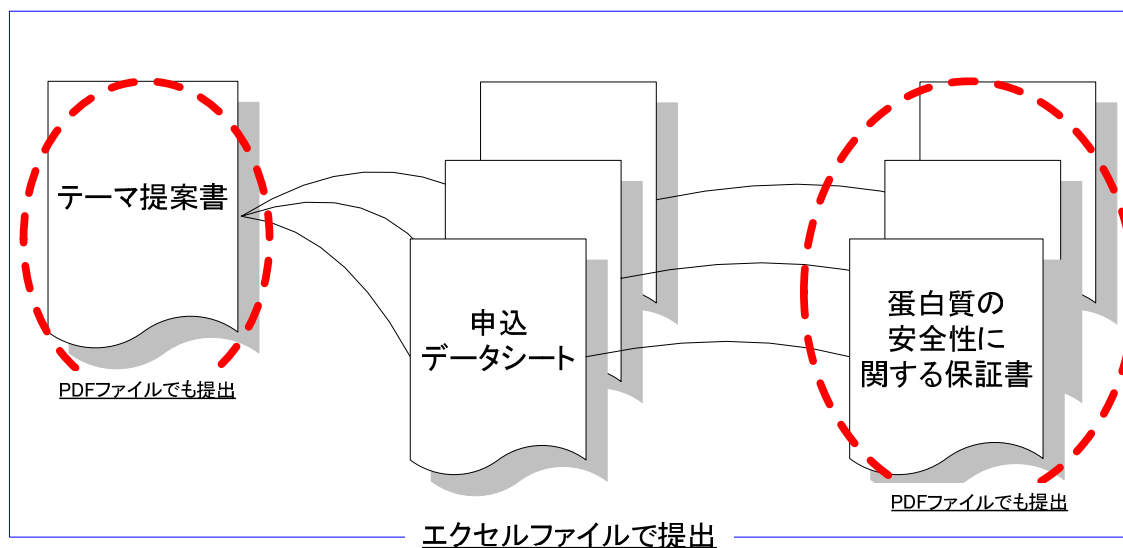 テーマ提案書
PDFファイルでも提出
申込
データシート
蛋白質の
安全性に
関する保証書
PDFファイルでも提出
エクセルファイルで提出